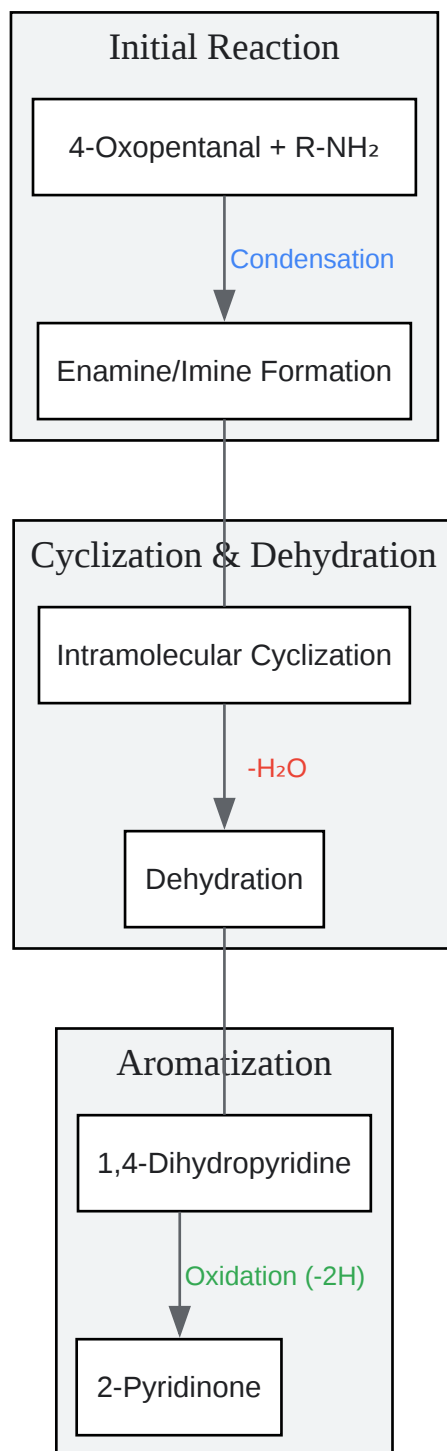 Initial Reaction
4-Oxopentanal + R-NH₂
Condensation
Enamine/Imine Formation
Cyclization & Dehydration
Intramolecular Cyclization
-H₂O
Dehydration
Aromatization
1,4-Dihydropyridine
Oxidation (-2H)
2-Pyridinone